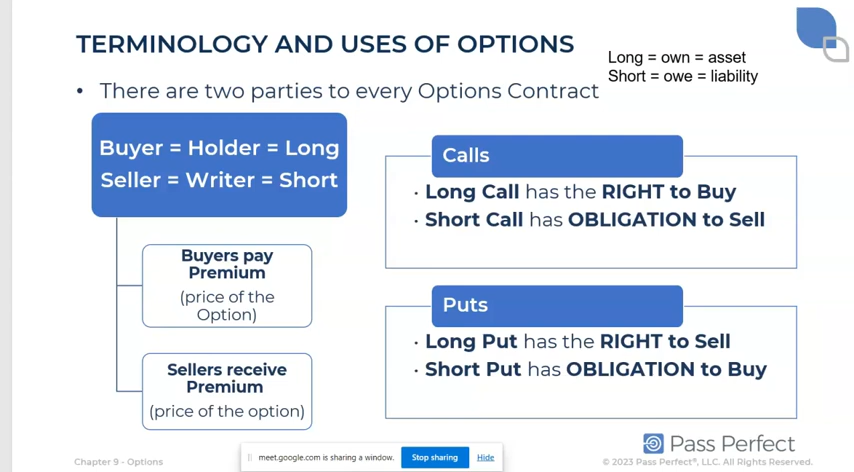 TERMINOLOGY AND USES OF OPTIONS
Long = own = asset
Short = owe = liability
• There are two parties to every Options Contract
Buyer = Holder = Long
Seller = Writer = Short
Buyers pay
Premium
(price of the
Option)
Sellers receive
Premium
(price of the option)
Calls
· Long Call has the RIGHT to Buy
· Short Call has OBLIGATION to Sell
Puts
· Long Put has the RIGHT to Sell
· Short Put has OBLIGATION to Buy
Pass Perfect
Chapter 9 - Options
meet.google.com is sharing a window. Stop sharing Hide
© 2023 Pass Perfect®, LLC. All Rights Reserved.